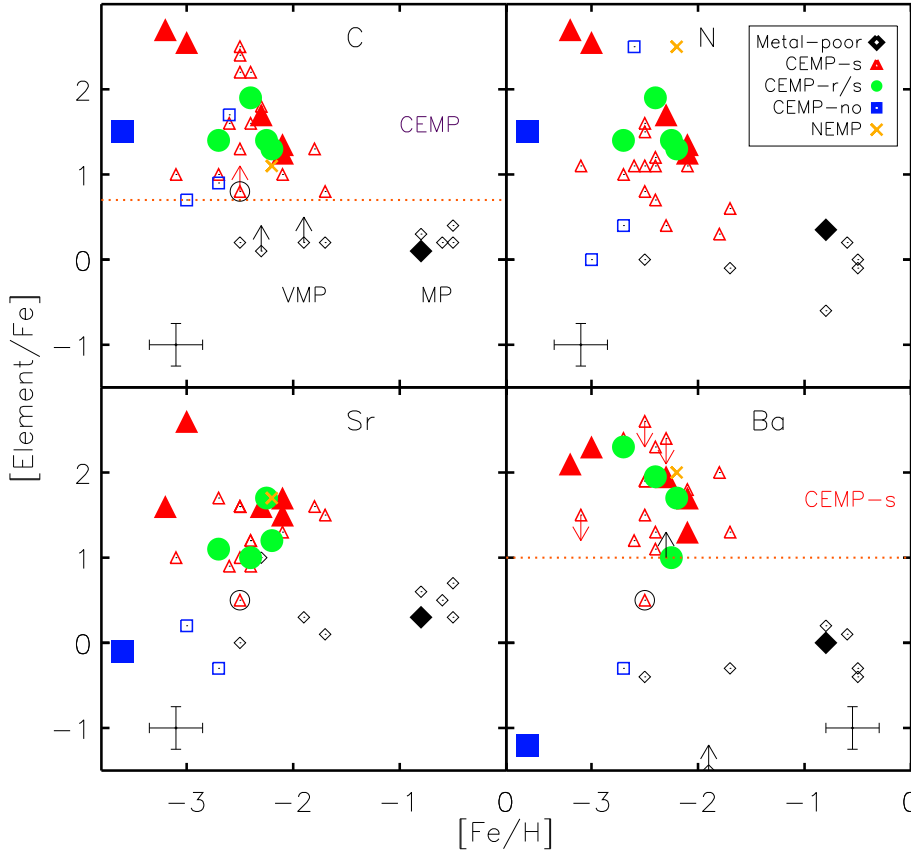 C
N
Metal-poor
CEMP-s
CEMP-r/s
CEMP-no
NEMP
CEMP
VMP
MP
2
1
0
-1
Sr
Ba
CEMP-s
2
1
0
-1
-3
-2
-1
0
-3
-2
-1
0
[Element/Fe]
[Fe/H]